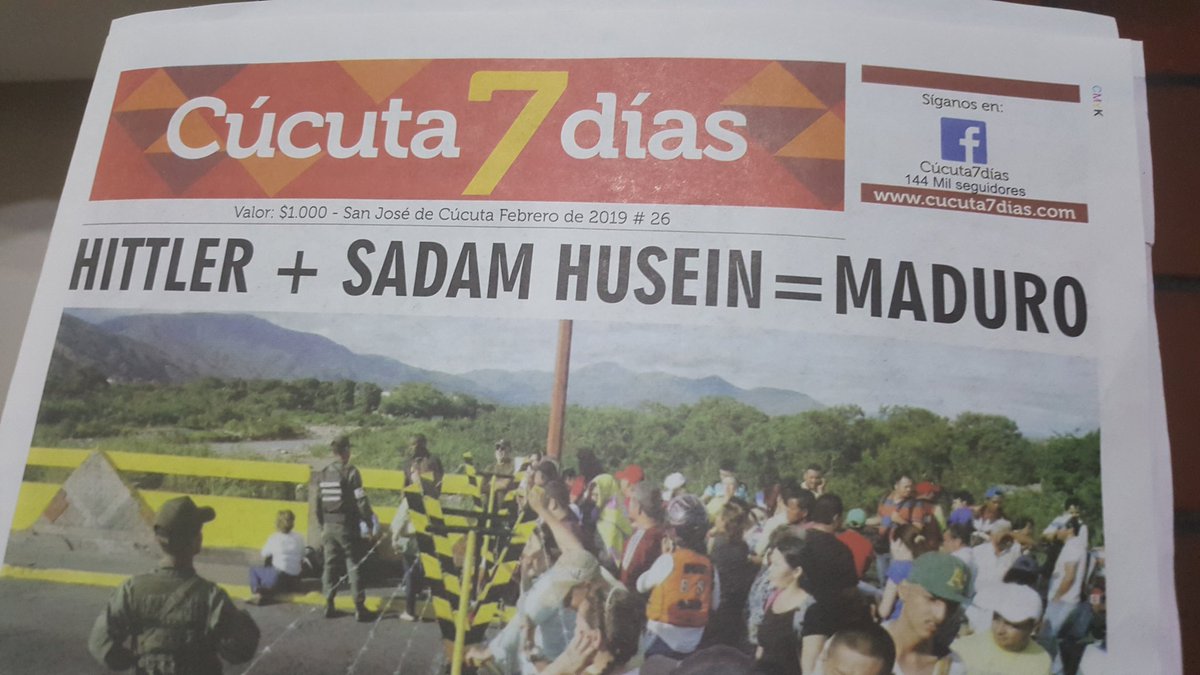 Cúcuta 7 días
Síganos en:
f
Cúcuta7días
144 Mil seguidores
www.cucuta7dias.com
CMYK
Valor: $1.000 - San José de Cúcuta Febrero de 2019 # 26
HITTLER + SADAM HUSEIN = MADURO